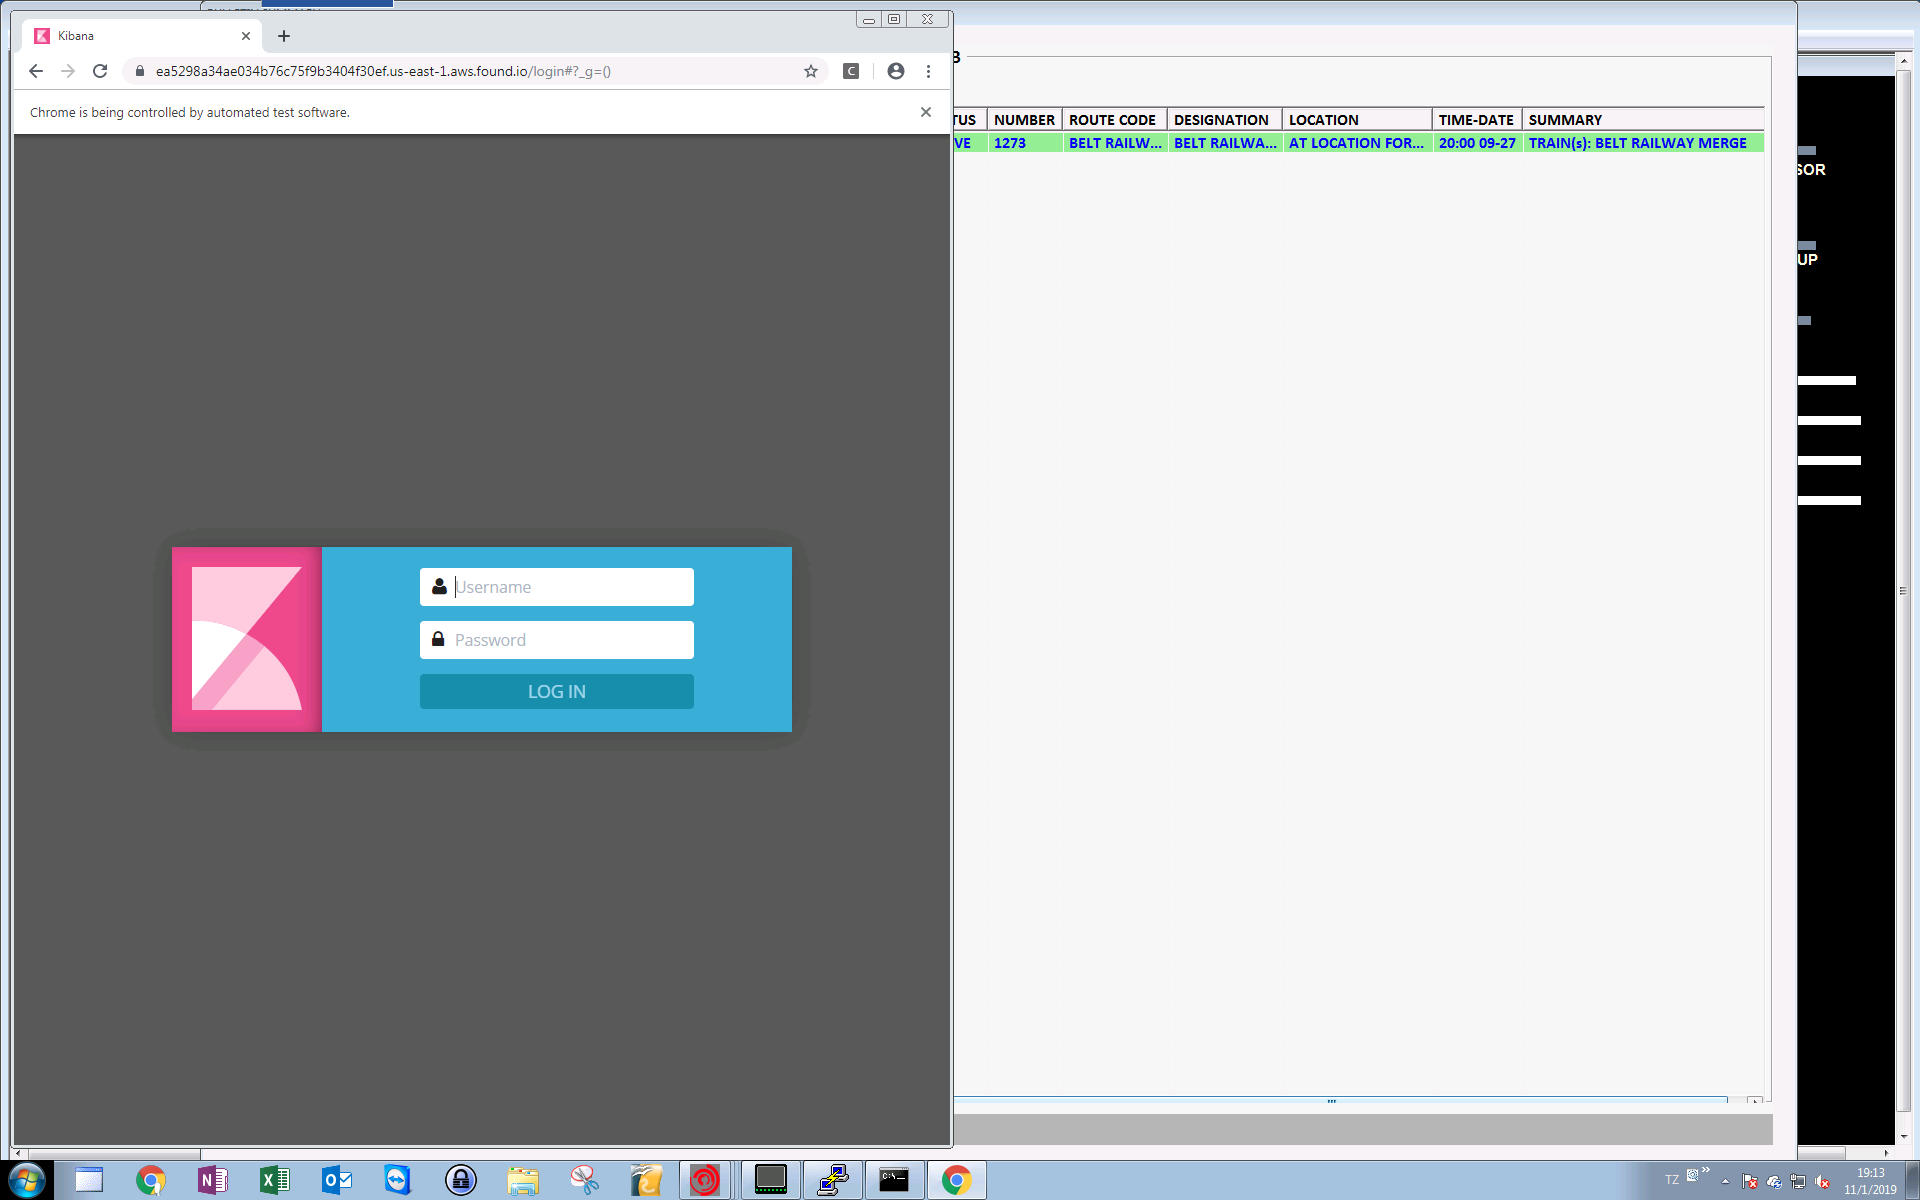 Kibana
ea5298a34ae034b76c75f9b3404f30ef.us-east-1.aws.found.io/login#?_g=()
C
Chrome is being controlled by automated test software.
Username
Password
LOG IN
B
TUS NUMBER ROUTE CODE DESIGNATION LOCATION TIME-DATE SUMMARY
VE 1273 BELT RAILW... BELT RAILWA... AT LOCATION FOR... 20:00 09-27 TRAIN(s): BELT RAILWAY MERGE
SOR
UP
TZ
19:13
11/1/2019